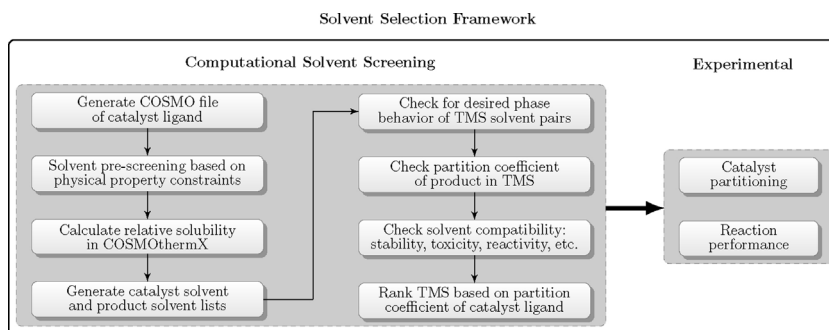 Solvent Selection Framework
Computational Solvent Screening
Generate COSMO file
of catalyst ligand
Solvent pre-screening based on
physical property constraints
Calculate relative solubility
in COSMOthermX
Generate catalyst solvent
and product solvent lists
Check for desired phase
behavior of TMS solvent pairs
Check partition coefficient
of product in TMS
Check solvent compatibility:
stability, toxicity, reactivity, etc.
Rank TMS based on partition
coefficient of catalyst ligand
Experimental
Catalyst
partitioning
Reaction
performance